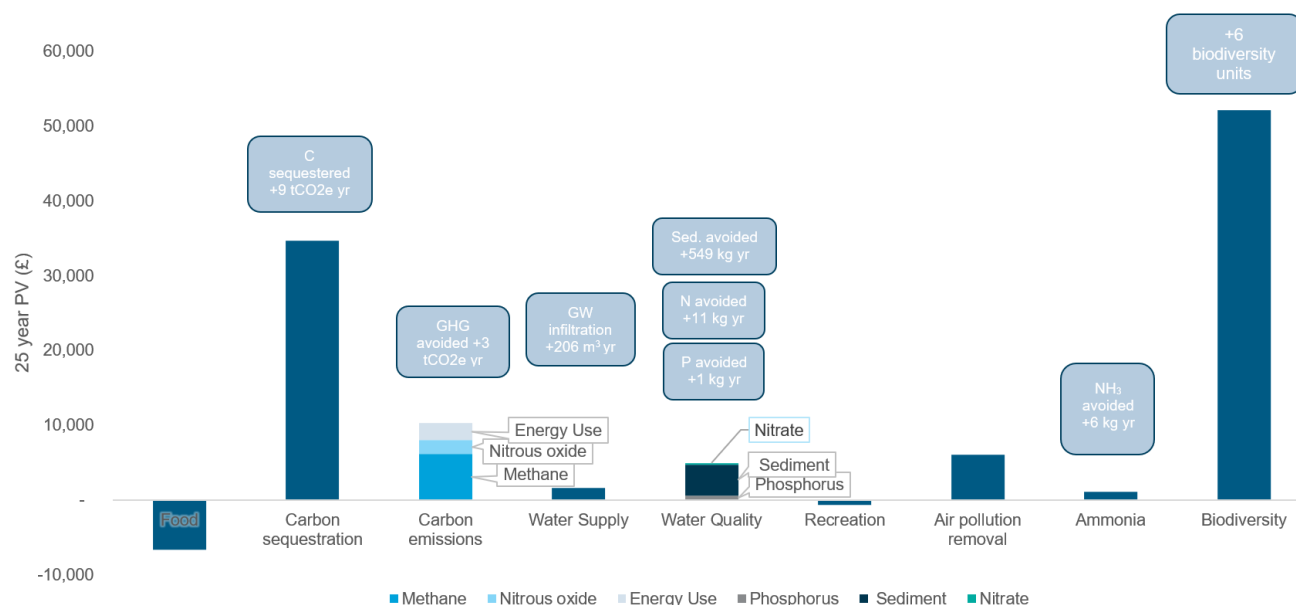 60,000
50,000
40,000
30,000
20,000
10,000
-
-10,000
25 year PV (£)
C
sequestered
+9 tCO2e yr
GHG
avoided +3
tCO2e yr
GW
infiltration
+206 m³ yr
Sed. avoided
+549 kg yr
N avoided
+11 kg yr
P avoided
+1 kg yr
NH₃
avoided
+6 kg yr
+6
biodiversity
units
Energy Use
Nitrous oxide
Methane
Nitrate
Sediment
Phosphorus
Food
Carbon
sequestration
Carbon
emissions
Water Supply
Water Quality
Recreation
Air pollution
removal
Ammonia
Biodiversity
Methane
Nitrous oxide
Energy Use
Phosphorus
Sediment
Nitrate